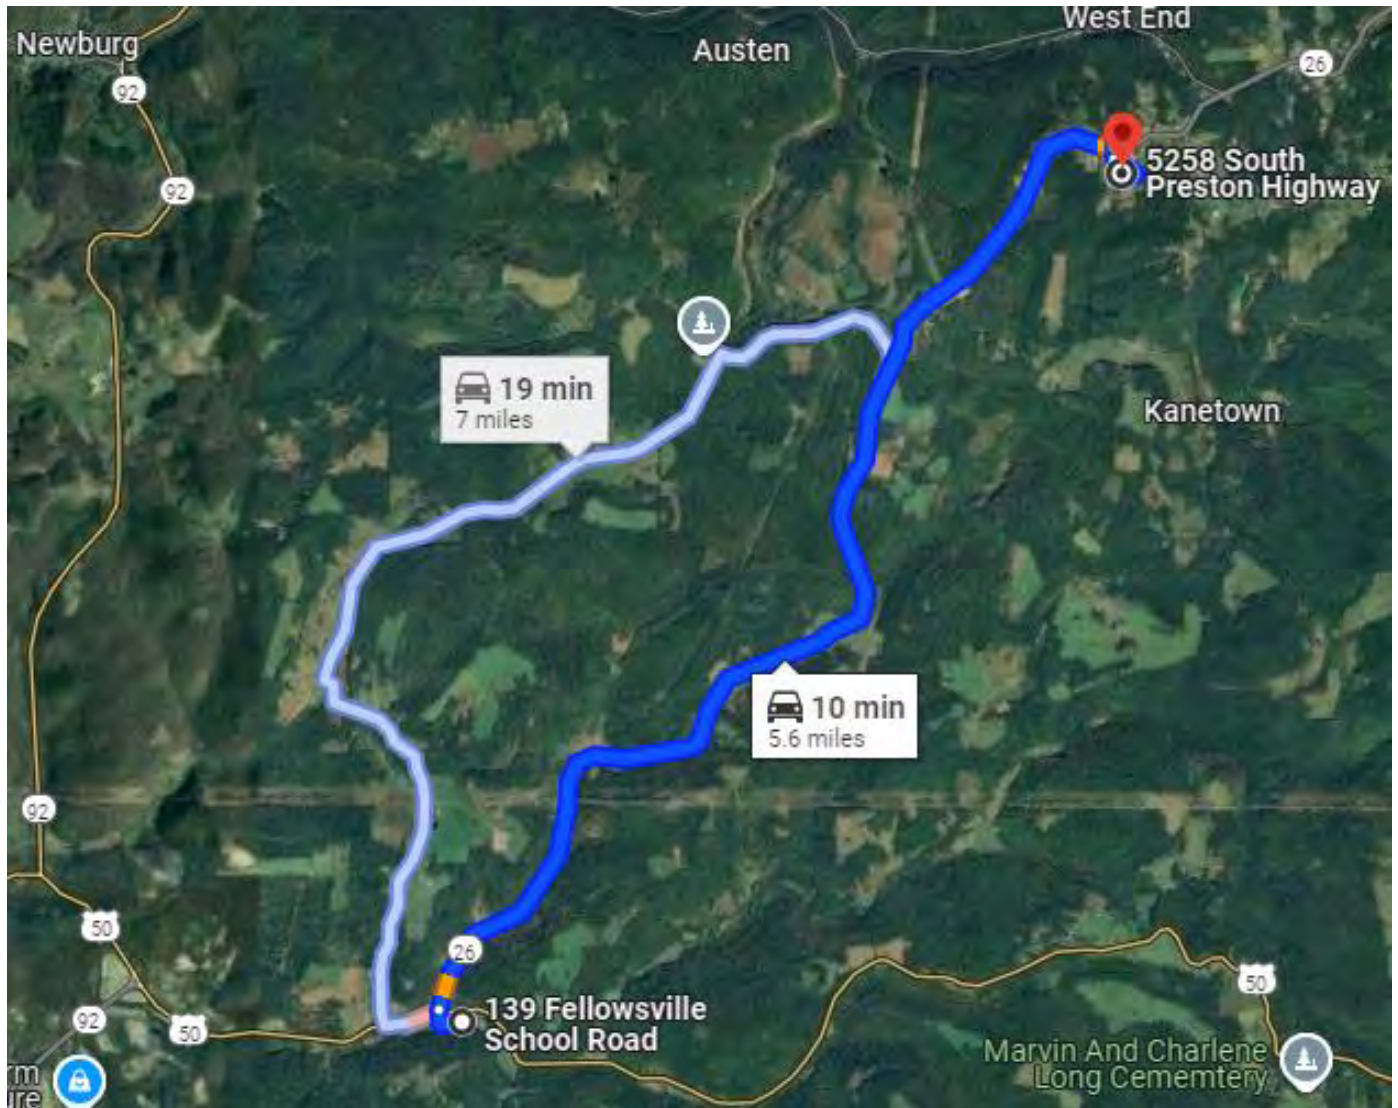 West End
Newburg
Austen
26
92
92
5258 South
Preston Highway
19 min
7 miles
Kanetown
10 min
5.6 miles
92
50
26
50
139 Fellowsville
School Road
92
50
Marvin And Charlene
Long Cememtery